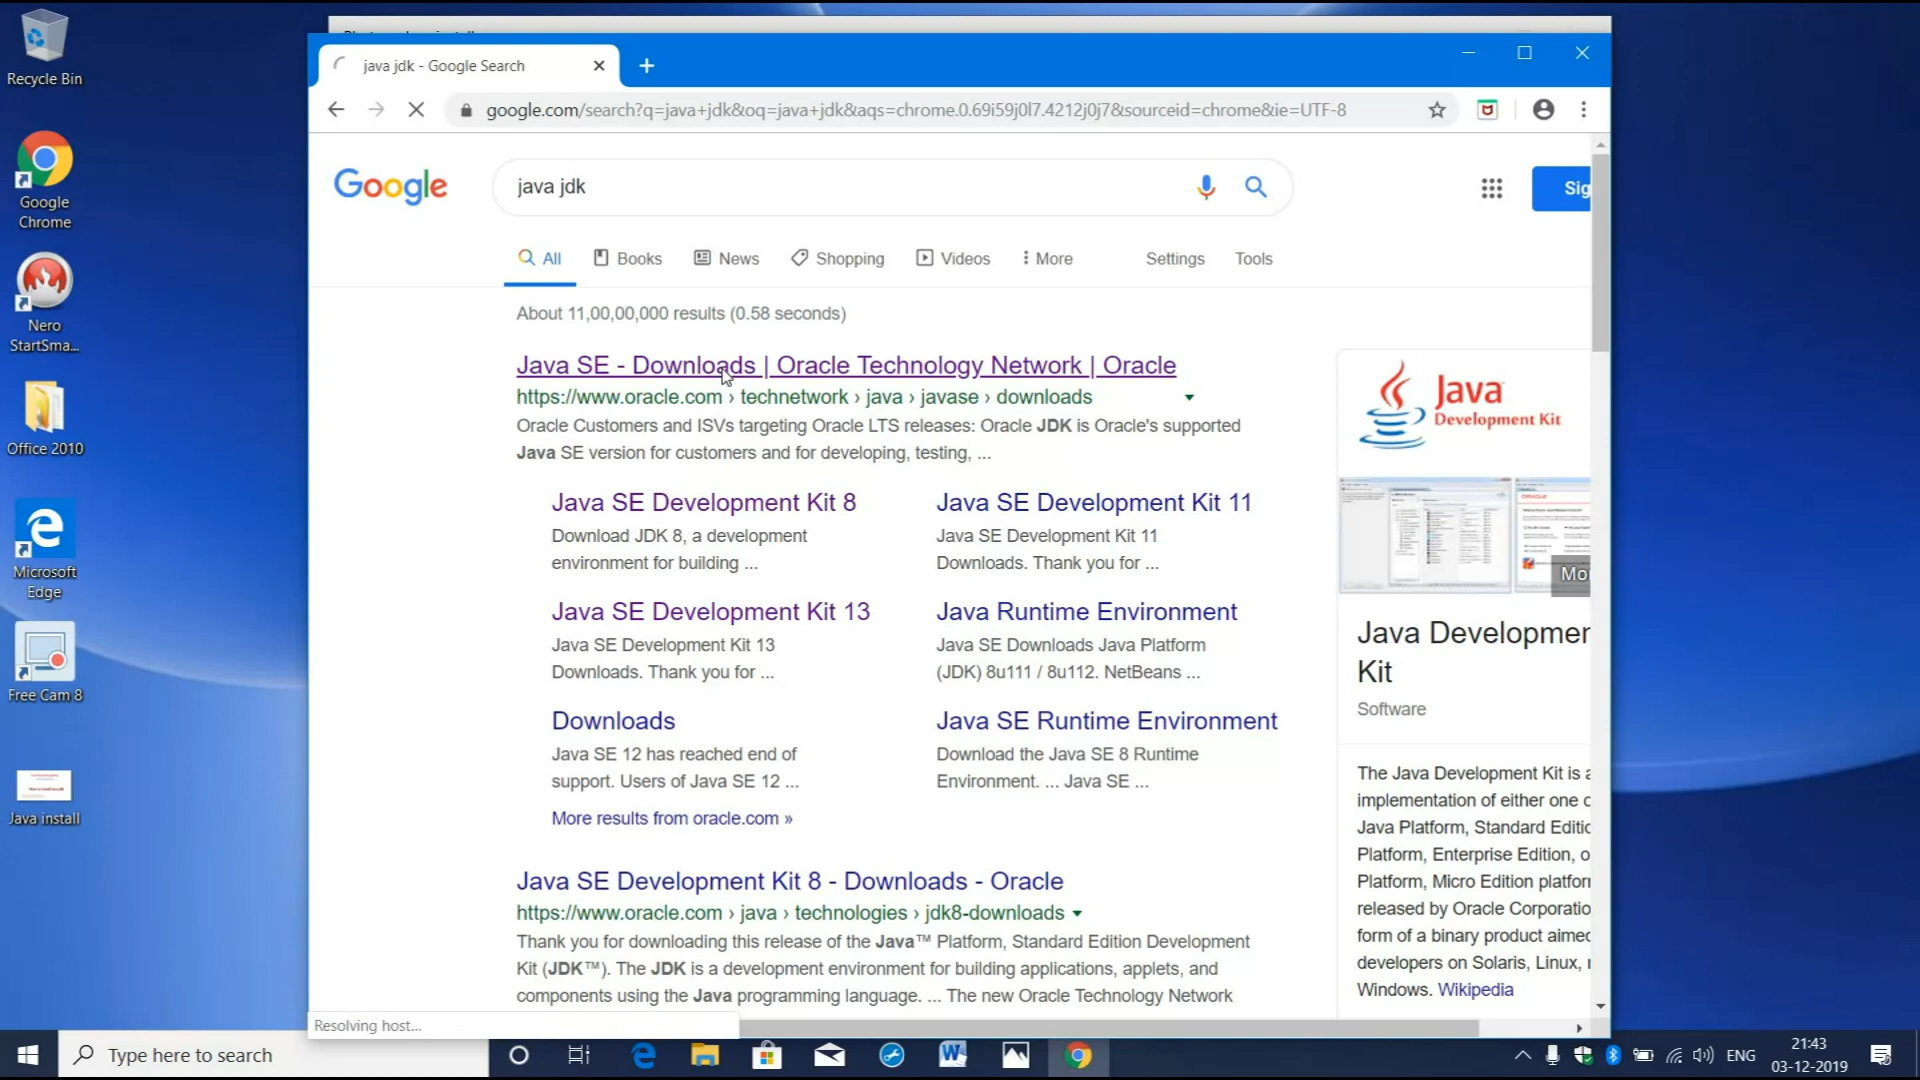 Recycle Bin
Google
Chrome
Nero
StartSma...
Office 2010
Microsoft
Edge
Free Cam 8
Java install
java jdk - Google Search
google.com/search?q=java+jdk&oq=java+jdk&aqs=chrome.0.69i59j0l7.4212j0j7&sourceid=chrome&ie=UTF-8
Google
java jdk
Sig
All
Books
News
Shopping
Videos
More
Settings
Tools
About 11,00,00,000 results (0.58 seconds)
Java SE - Downloads | Oracle Technology Network | Oracle
https://www.oracle.com › technetwork › java › javase › downloads
Oracle Customers and ISVs targeting Oracle LTS releases: Oracle JDK is Oracle's supported
Java SE version for customers and for developing, testing, ...
Java SE Development Kit 8
Download JDK 8, a development
environment for building ...
Java SE Development Kit 11
Java SE Development Kit 11
Downloads. Thank you for ...
Java SE Development Kit 13
Java SE Development Kit 13
Downloads. Thank you for ...
Java Runtime Environment
Java SE Downloads Java Platform
(JDK) 8u111 / 8u112. NetBeans ...
Downloads
Java SE 12 has reached end of
support. Users of Java SE 12 ...
Java SE Runtime Environment
Download the Java SE 8 Runtime
Environment. ... Java SE ...
More results from oracle.com »
Java SE Development Kit 8 - Downloads - Oracle
https://www.oracle.com › java › technologies › jdk8-downloads
Thank you for downloading this release of the Java™ Platform, Standard Edition Development
Kit (JDK™). The JDK is a development environment for building applications, applets, and
components using the Java programming language. ... The new Oracle Technology Network
Java
Development Kit
Mo
Java Developmer
Kit
Software
The Java Development Kit is a
implementation of either one o
Java Platform, Standard Editic
Platform, Enterprise Edition, o
Platform, Micro Edition platforr
released by Oracle Corporatio
form of a binary product aimec
developers on Solaris, Linux, 
Windows. Wikipedia
Resolving host...
Type here to search
ENG
21:43
03-12-2019